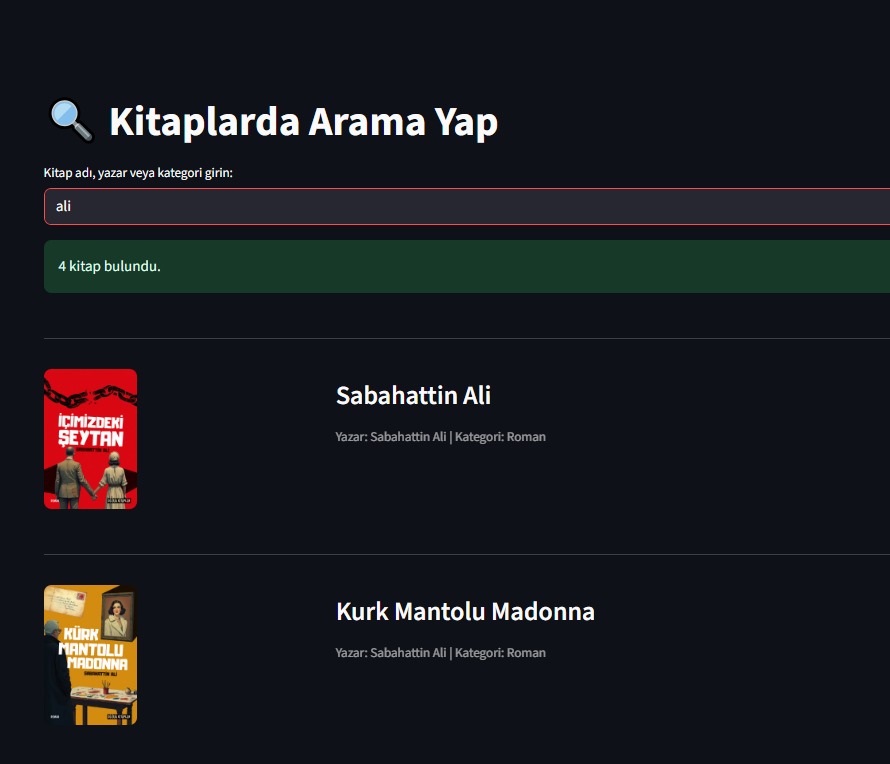 Kitaplarda Arama Yap
Kitap adı, yazar veya kategori girin:
ali
4 kitap bulundu.
İÇİMİZDEKİ
ŞEYTAN
SABAHATTİN ALİ
Sabahattin Ali
Yazar: Sabahattin Ali | Kategori: Roman
KÜRK
MANTOLU
MADONNA
SABAHATTİN ALİ
Kurk Mantolu Madonna
Yazar: Sabahattin Ali | Kategori: Roman